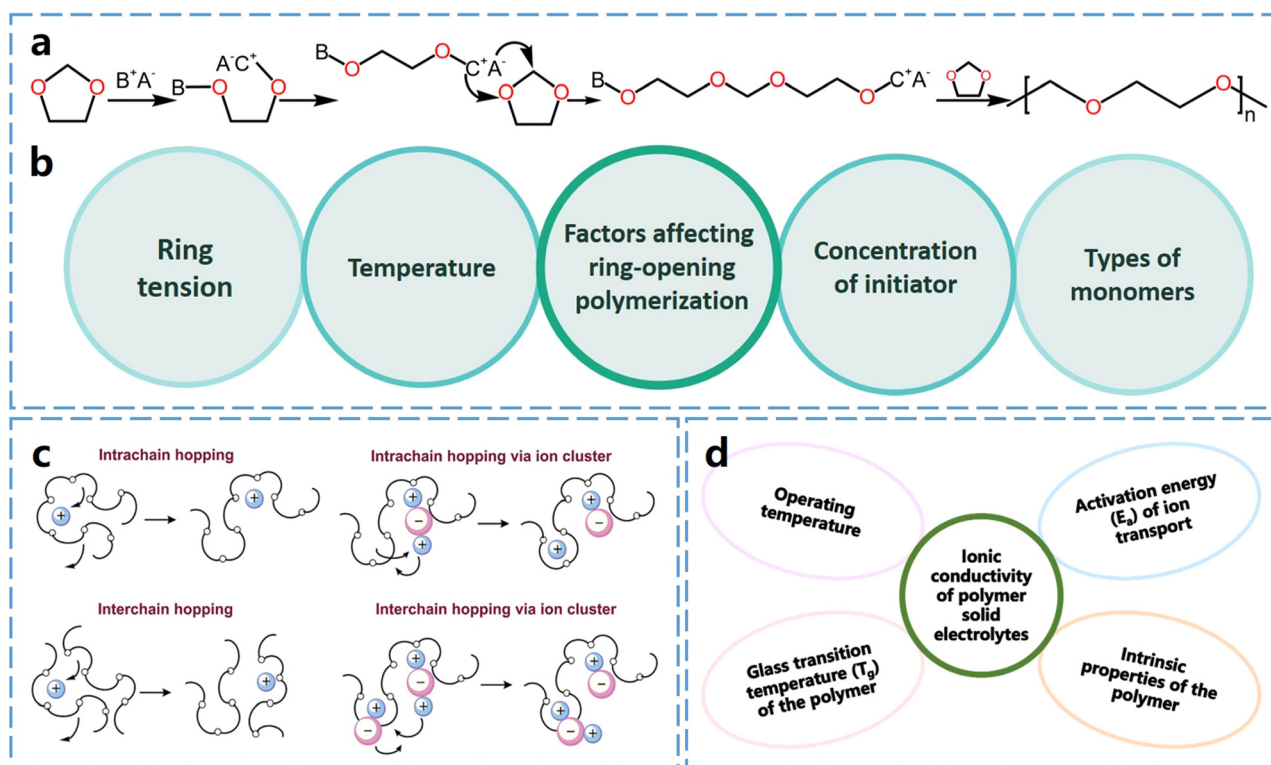 a
O O B⁺A⁻ A⁻C⁺ B O O B O O C⁺A⁻ O O B O O O O C⁺A⁻ O O [ O O ]n
b
Ring
tension
Temperature
Factors affecting
ring-opening
polymerization
Concentration
of initiator
Types of
monomers
c
Intrachain hopping
+ +
Intrachain hopping via ion cluster
+ − + + − +
Interchain hopping
+ +
Interchain hopping via ion cluster
+ − + + − + − + + −
d
Operating
temperature
Activation energy
(Eₐ) of ion
transport
Ionic
conductivity
of polymer
solid
electrolytes
Glass transition
temperature (Tg)
of the polymer
Intrinsic
properties of the
polymer